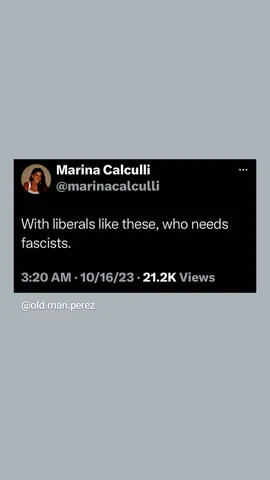 Marina Calculli
@marinacalculli
With liberals like these, who needs
fascists.
3:20 AM · 10/16/23 · 21.2K Views
@old.man.perez